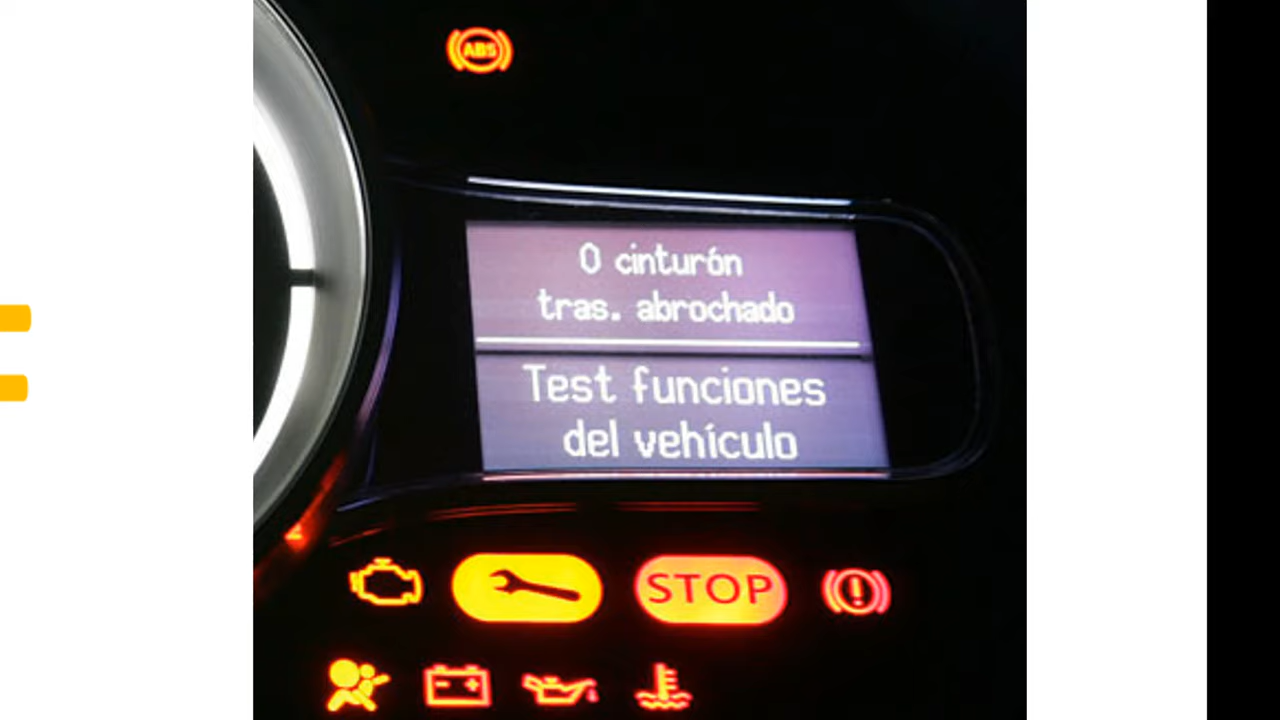 ABS
0 cinturón
tras. abrochado
Test funciones
del vehículo
STOP